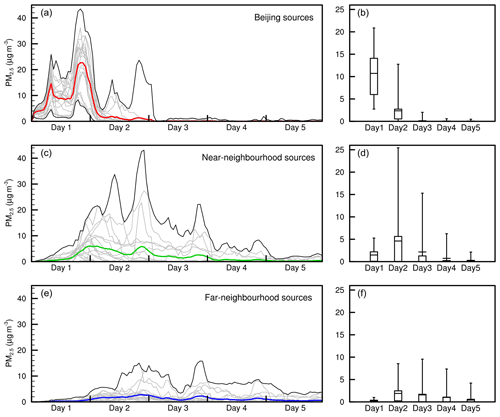 (a) Beijing sources (b)
PM2.5 (µg m-3)
40 30 20 10 0
Day 1 Day 2 Day 3 Day 4 Day 5
25 20 15 10 5 0
Day1 Day2 Day3 Day4 Day5
(c) Near-neighbourhood sources (d)
PM2.5 (µg m-3)
40 30 20 10 0
Day 1 Day 2 Day 3 Day 4 Day 5
25 20 15 10 5 0
Day1 Day2 Day3 Day4 Day5
(e) Far-neighbourhood sources (f)
PM2.5 (µg m-3)
40 30 20 10 0
Day 1 Day 2 Day 3 Day 4 Day 5
25 20 15 10 5 0
Day1 Day2 Day3 Day4 Day5